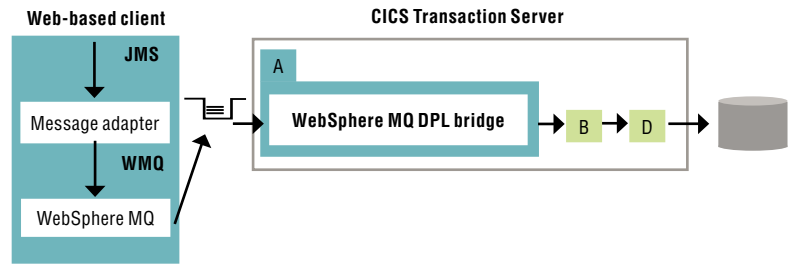 Web-based client
CICS Transaction Server
JMS
A
Message adapter
WebSphere MQ DPL bridge
B
D
WMQ
WebSphere MQ